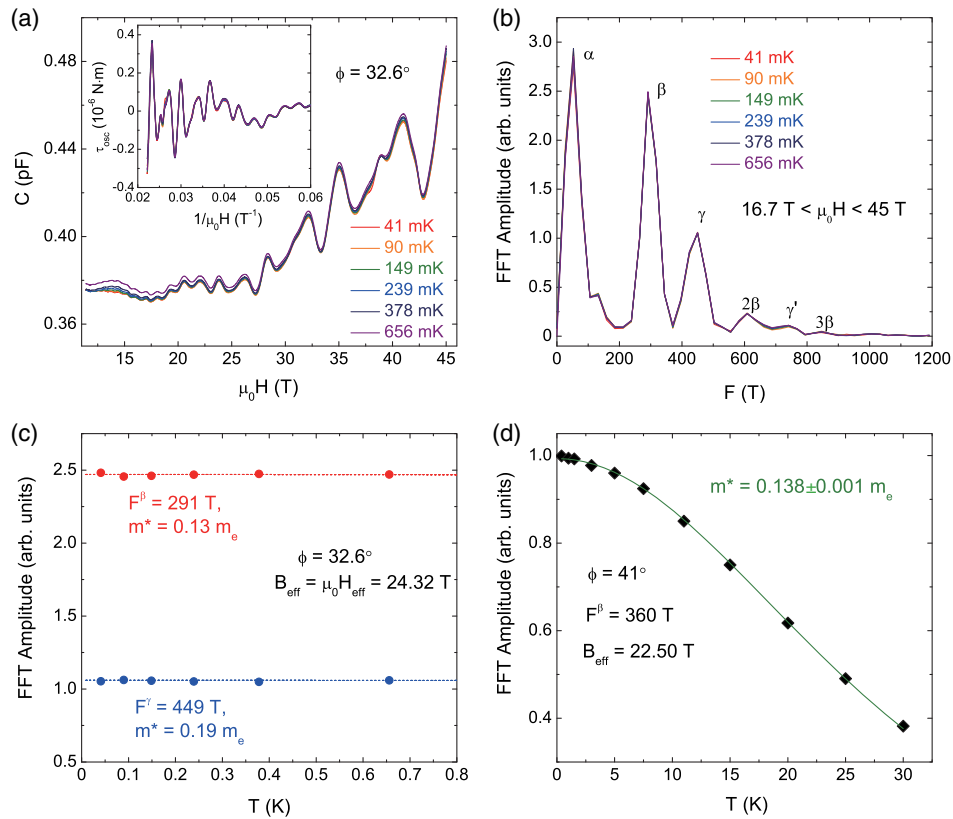 (a)
C (pF)
0.48
0.44
0.40
0.36
15 20 25 30 35 40 45
μ₀H (T)
ϕ = 32.6°
τosc (10⁻⁶ N·m)
0.4
0.2
0
-0.2
-0.4
0.02 0.03 0.04 0.05 0.06
1/μ₀H (T⁻¹)
41 mK
90 mK
149 mK
239 mK
378 mK
656 mK
(b)
FFT Amplitude (arb. units)
3.0
2.5
2.0
1.5
1.0
0.5
0
0 200 400 600 800 1000 1200
F (T)
α
β
γ
2β
γ'
3β
41 mK
90 mK
149 mK
239 mK
378 mK
656 mK
16.7 T < μ₀H < 45 T
(c)
FFT Amplitude (arb. units)
2.5
2.0
1.5
1.0
0.5
0 0.1 0.2 0.3 0.4 0.5 0.6 0.7 0.8
T (K)
F^β = 291 T,
m* = 0.13 mₑ
ϕ = 32.6°
Beff = μ₀Heff = 24.32 T
F^γ = 449 T,
m* = 0.19 mₑ
(d)
FFT Amplitude (arb. units)
1.0
0.8
0.6
0.4
0 5 10 15 20 25 30
T (K)
m* = 0.138±0.001 mₑ
ϕ = 41°
F^β = 360 T
Beff = 22.50 T